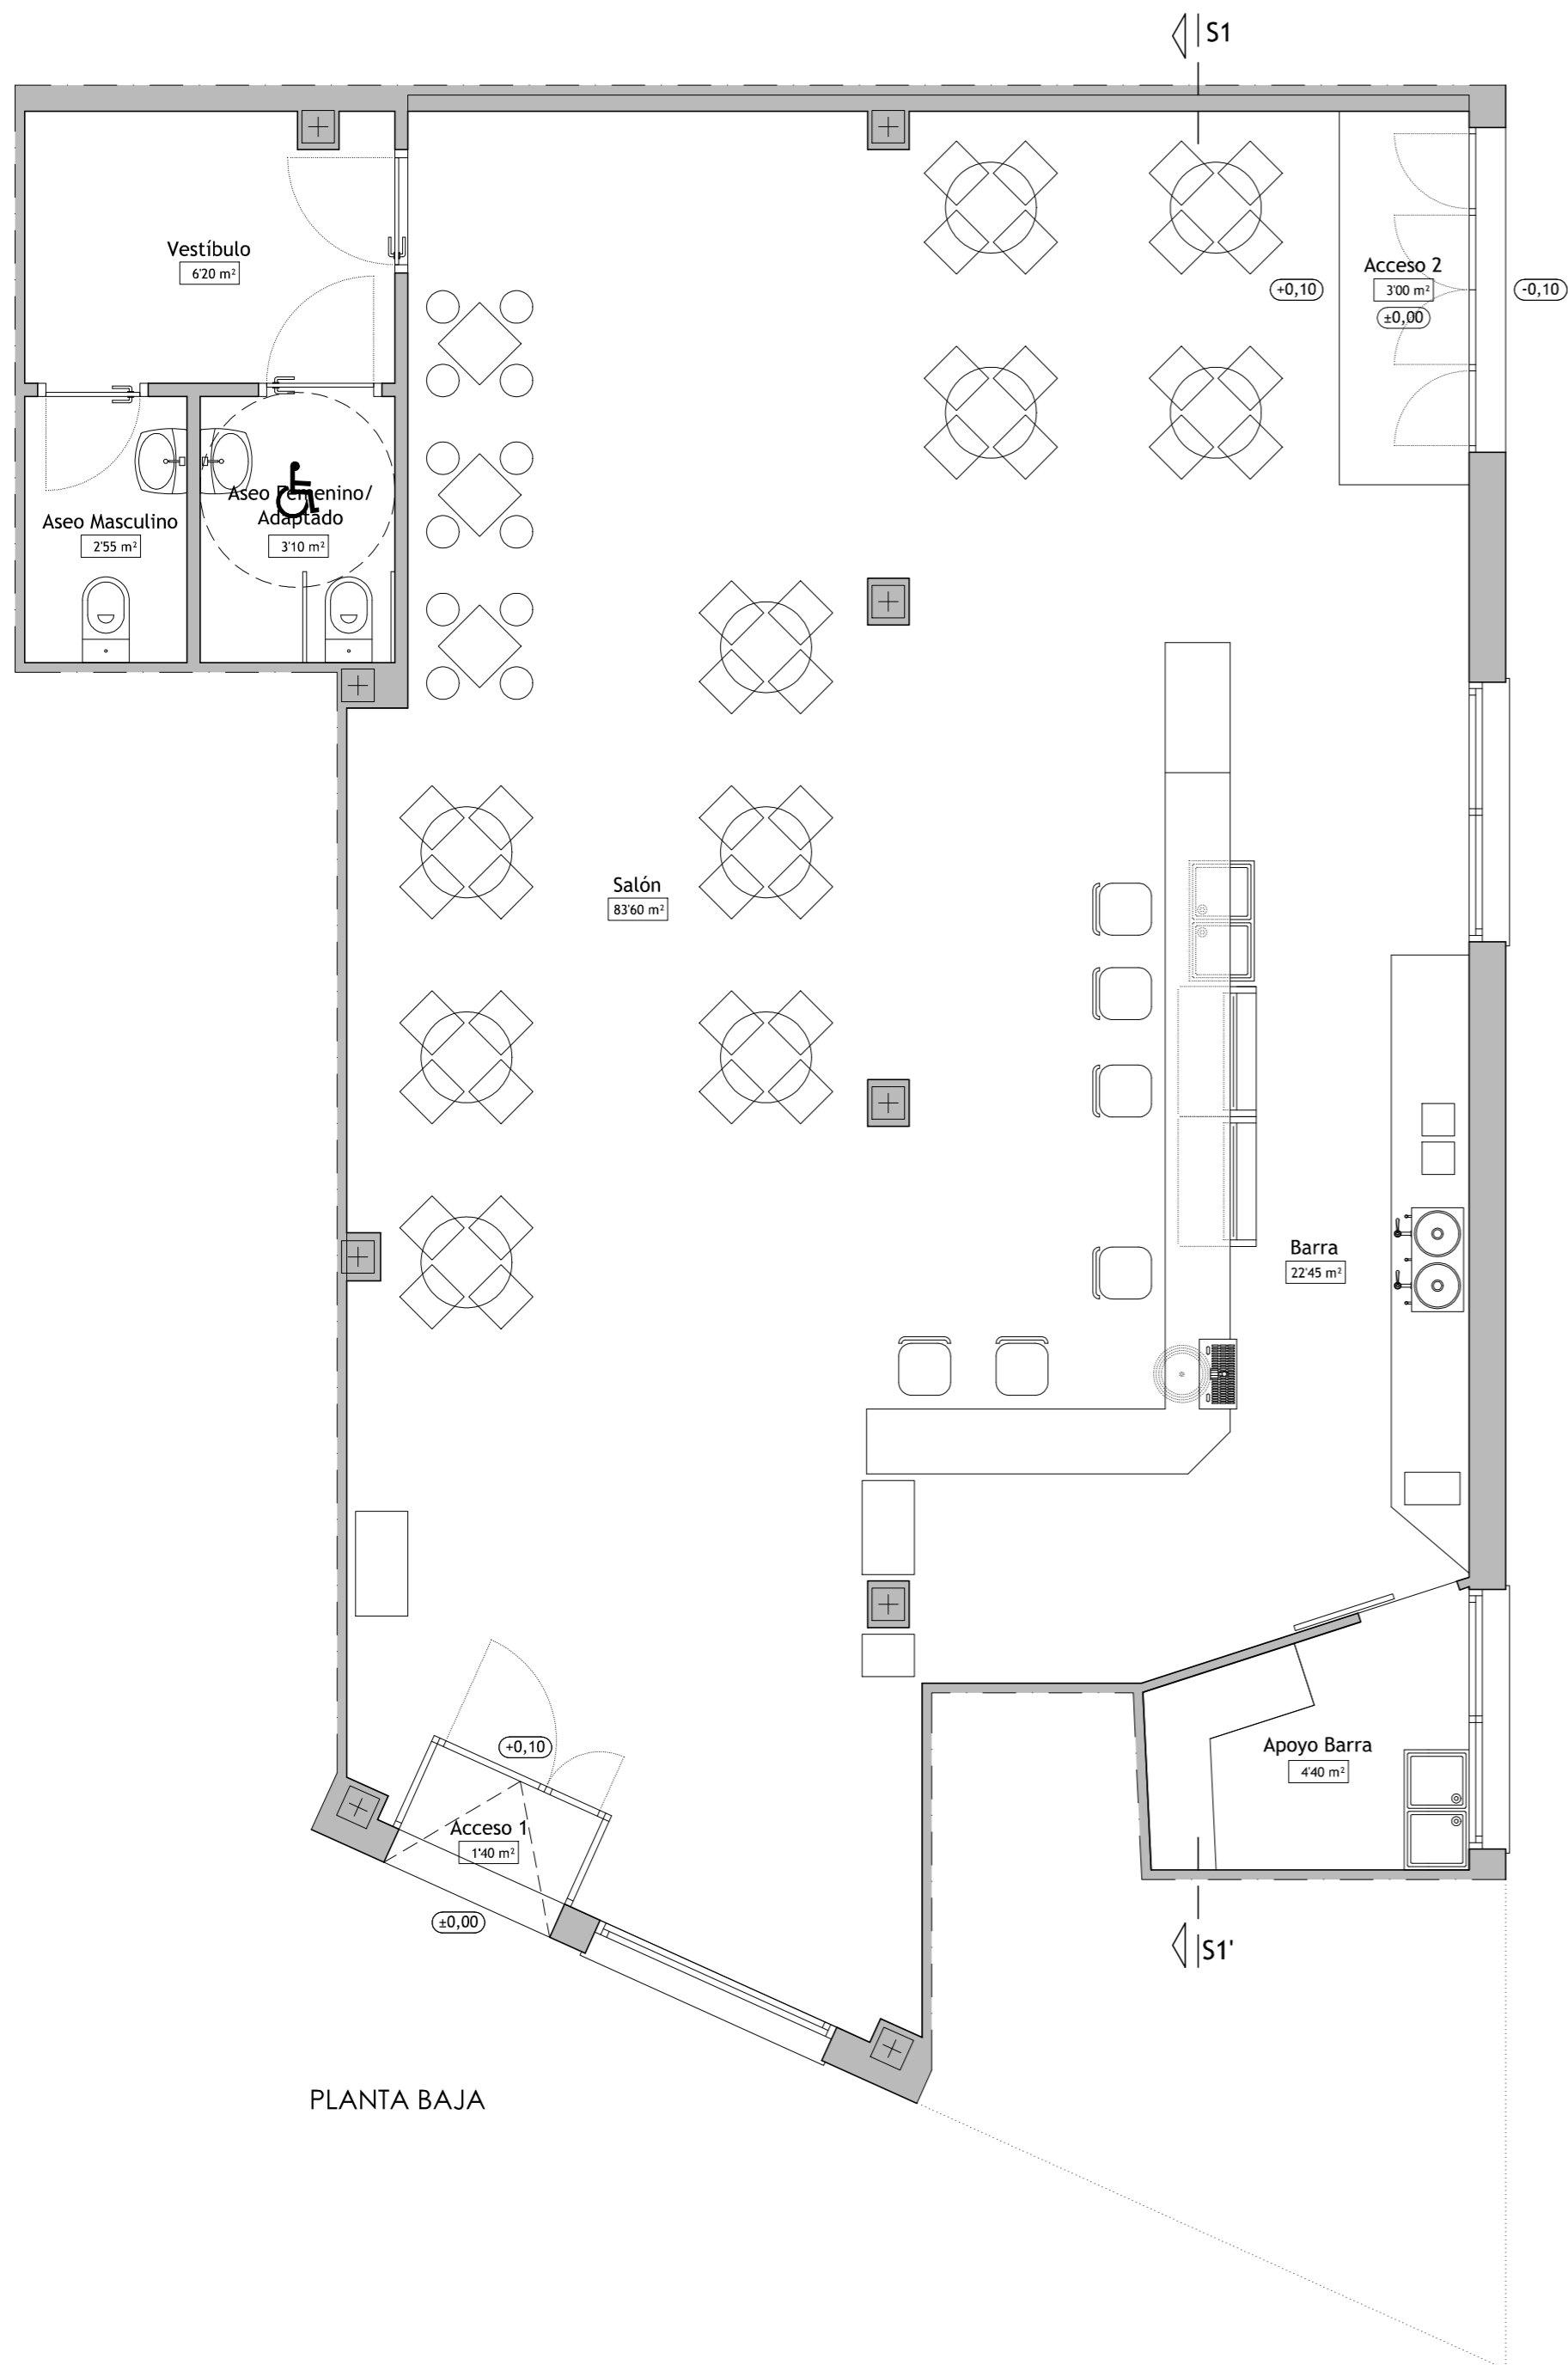 S1
Vestíbulo
6'20 m²
Acceso 2
3'00 m²
+0,10
±0,00
-0,10
Aseo Masculino
2'55 m²
Aseo Femenino/
Adaptado
3'10 m²
Salón
83'60 m²
Barra
22'45 m²
Apoyo Barra
4'40 m²
+0,10
Acceso 1
1'40 m²
±0,00
S1'
PLANTA BAJA